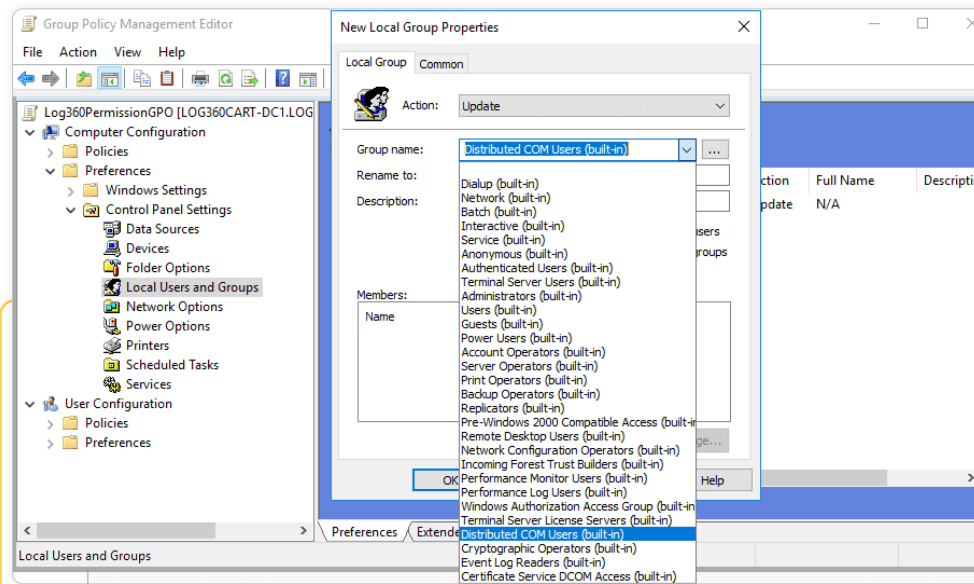 Group Policy Management Editor
File Action View Help
Log360PermissionGPO [LOG360CART-DC1.LOG
Computer Configuration
Policies
Preferences
Windows Settings
Control Panel Settings
Data Sources
Devices
Folder Options
Local Users and Groups
Network Options
Power Options
Printers
Scheduled Tasks
Services
User Configuration
Policies
Preferences
Local Users and Groups
New Local Group Properties
Local Group Common
Action: Update
Group name: Distributed COM Users (built-in) ...
Rename to:
Description:
Members:
Name
Dialup (built-in)
Network (built-in)
Batch (built-in)
Interactive (built-in)
Service (built-in)
Anonymous (built-in)
Authenticated Users (built-in)
Terminal Server Users (built-in)
Administrators (built-in)
Users (built-in)
Guests (built-in)
Power Users (built-in)
Account Operators (built-in)
Server Operators (built-in)
Print Operators (built-in)
Backup Operators (built-in)
Replicators (built-in)
Pre-Windows 2000 Compatible Access (built-in
Remote Desktop Users (built-in)
Network Configuration Operators (built-in)
Incoming Forest Trust Builders (built-in)
Performance Monitor Users (built-in)
Performance Log Users (built-in)
Windows Authorization Access Group (built-in
Terminal Server License Servers (built-in)
Distributed COM Users (built-in)
Cryptographic Operators (built-in)
Event Log Readers (built-in)
Certificate Service DCOM Access (built-in)
sers
roups
ge...
OK Help
ction Full Name Descripti
pdate N/A
Preferences Extende